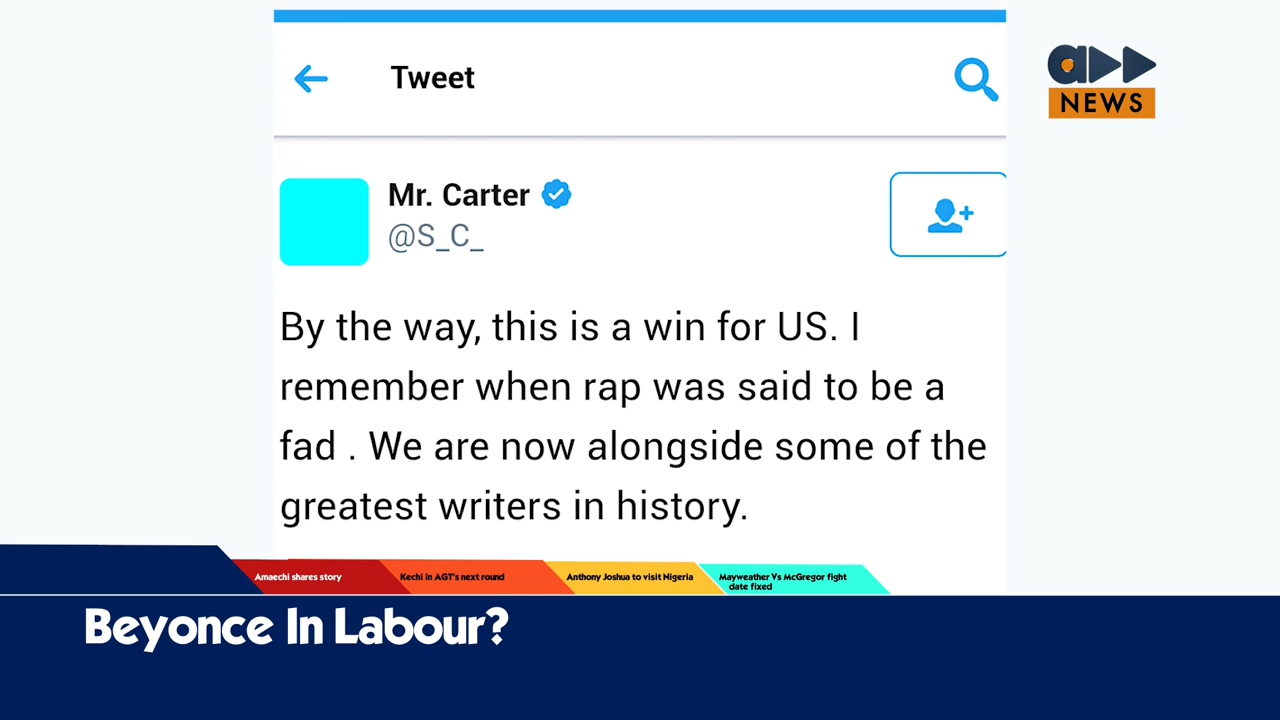 Tweet
NEWS
Mr. Carter
@S_C_
By the way, this is a win for US. I
remember when rap was said to be a
fad . We are now alongside some of the
greatest writers in history.
Amaechi shares story
Kechi in AGT's next round
Anthony Joshua to visit Nigeria
Mayweather Vs McGregor fight
date fixed
Beyonce In Labour?